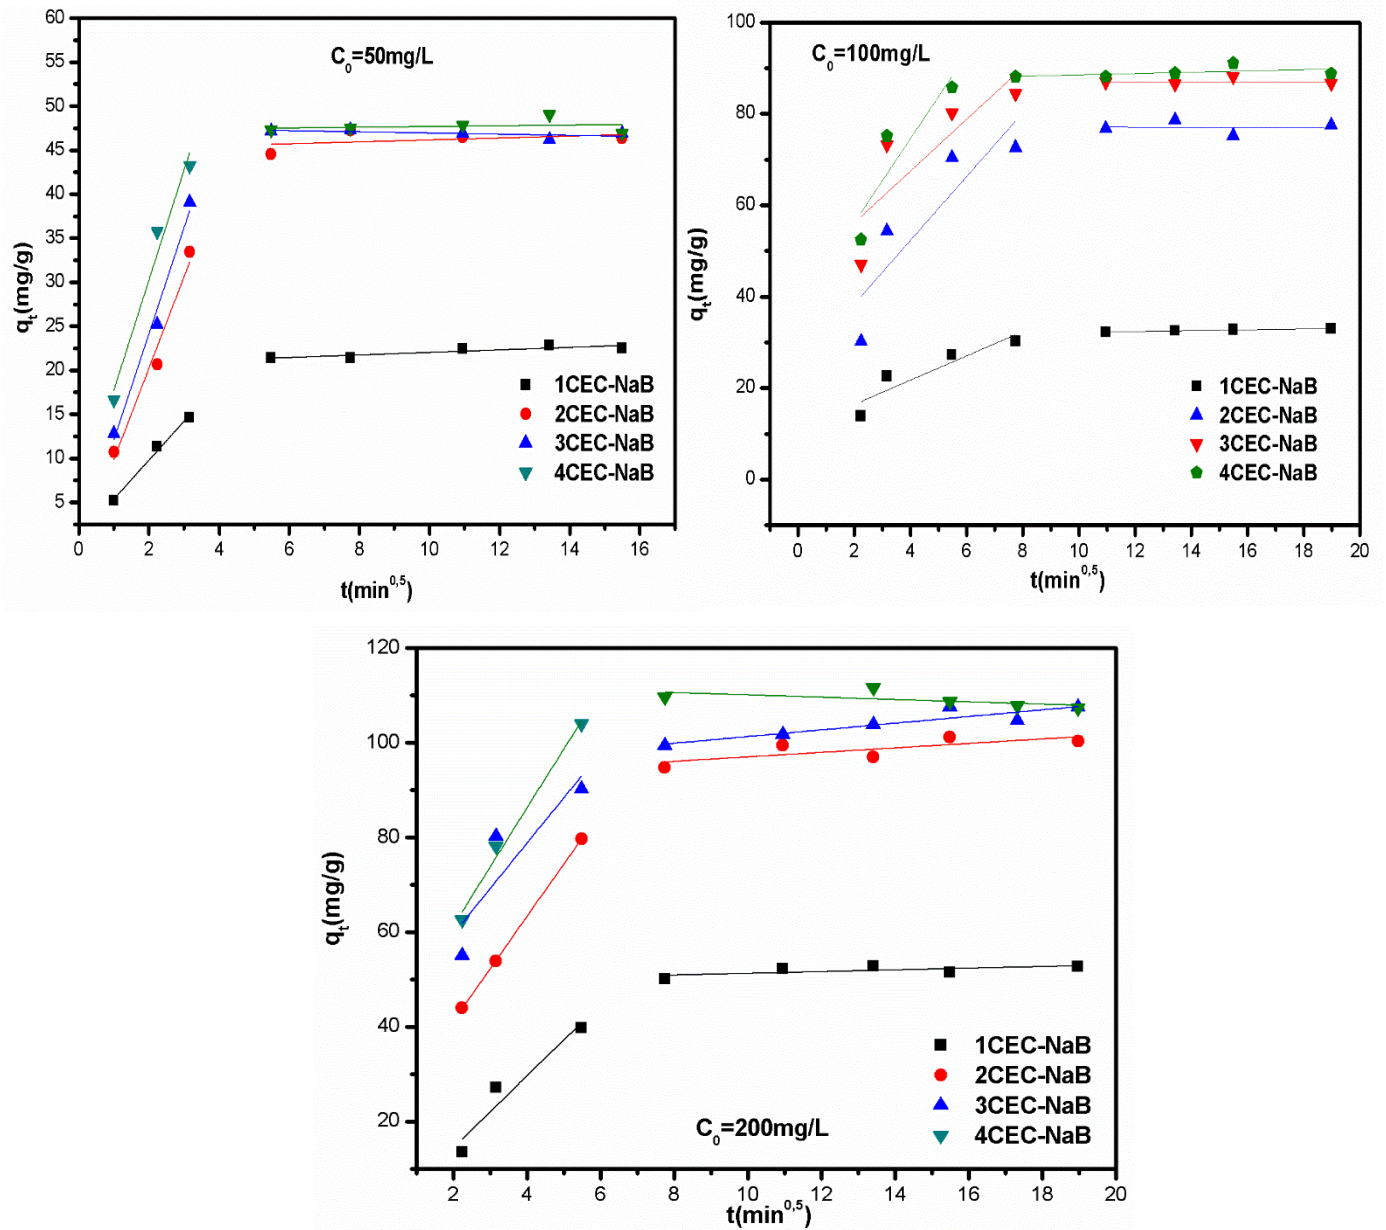 60
55
50
45
40
35
30
25
20
15
10
5
0 2 4 6 8 10 12 14 16
qt(mg/g)
t(min0,5)
C0=50mg/L
1CEC-NaB
2CEC-NaB
3CEC-NaB
4CEC-NaB
100
80
60
40
20
0
0 2 4 6 8 10 12 14 16 18 20
qt(mg/g)
t(min0,5)
C0=100mg/L
1CEC-NaB
2CEC-NaB
3CEC-NaB
4CEC-NaB
120
100
80
60
40
20
2 4 6 8 10 12 14 16 18 20
qt(mg/g)
t(min0,5)
1CEC-NaB
2CEC-NaB
3CEC-NaB
4CEC-NaB
C0=200mg/L